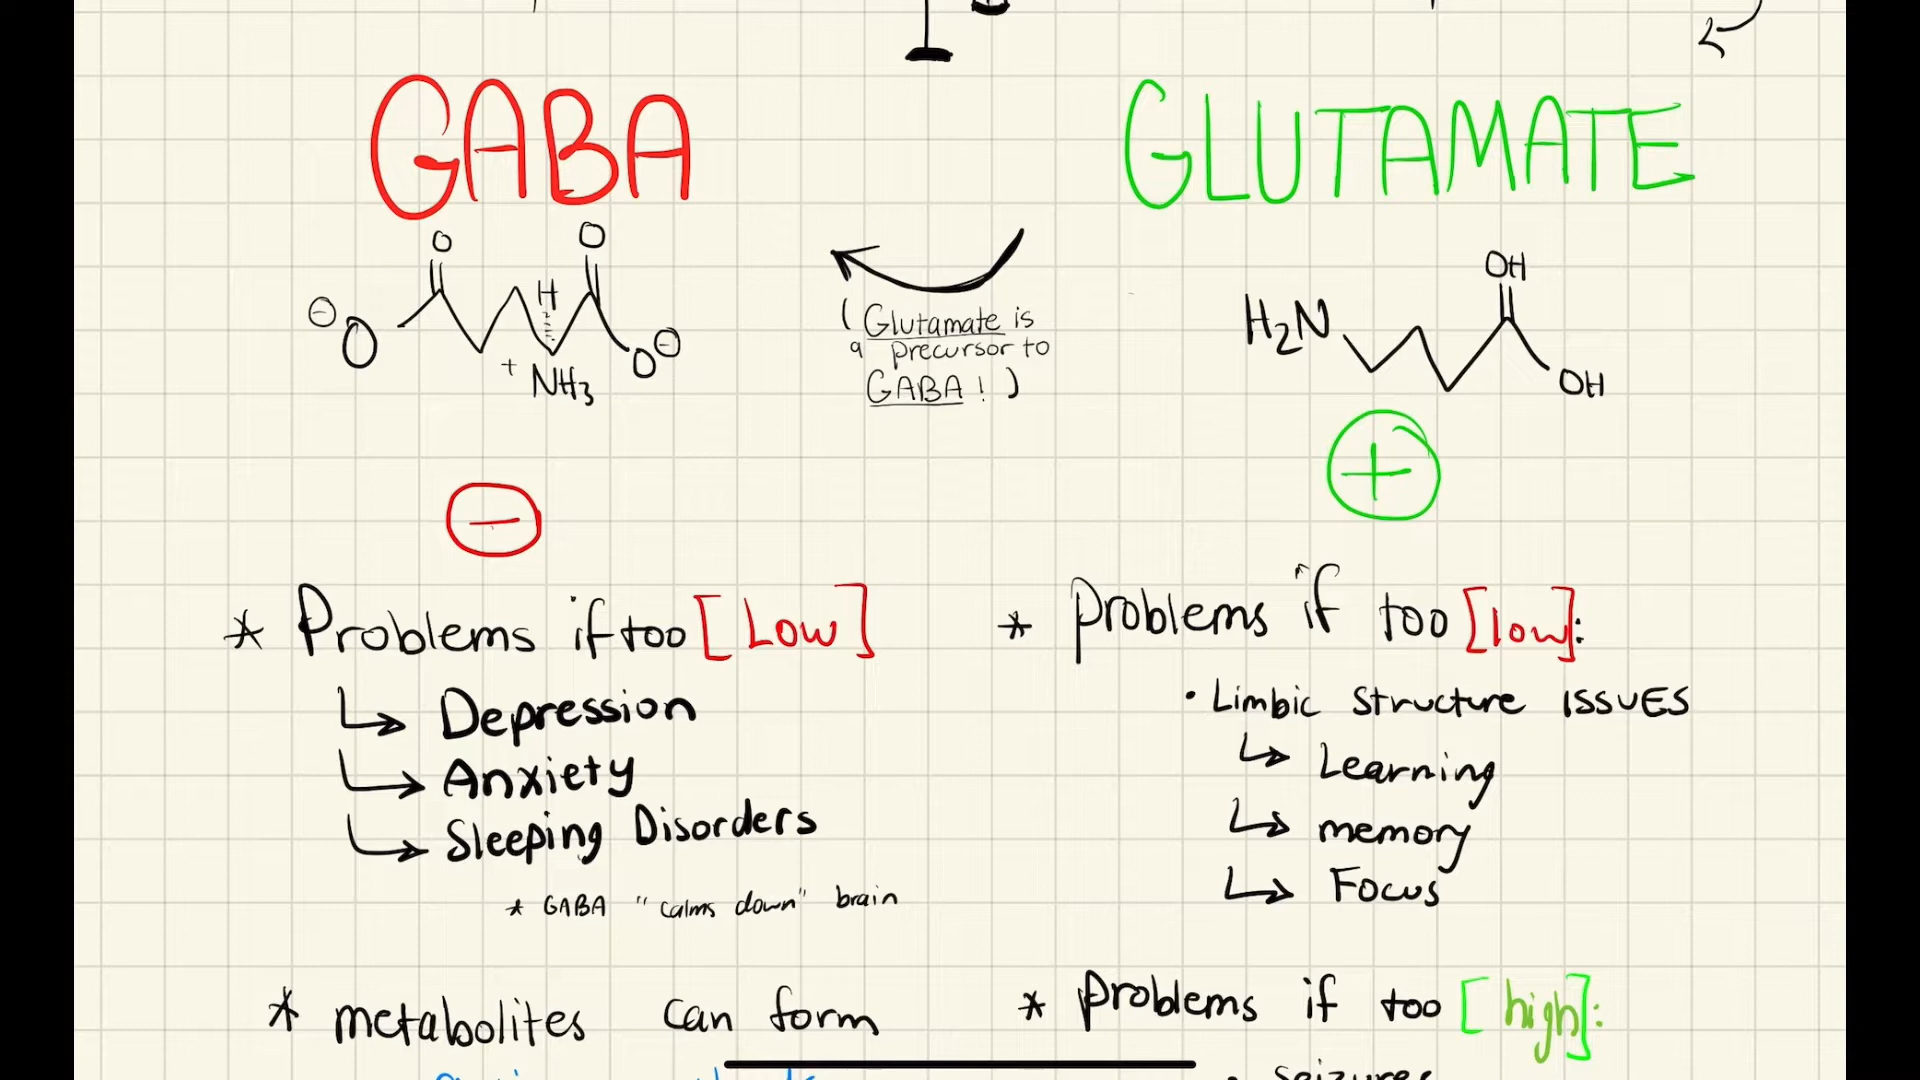 GABA
O
O
H
⊖
O
O⊖
+
NH3
(Glutamate is
a precursor to
GABA!)
⊖
* Problems if too [Low]
↳ Depression
↳ Anxiety
↳ Sleeping Disorders
* GABA "calms down" brain
* metabolites can form
GLUTAMATE
OH
H2N
OH
+
* Problems if too [low]:
• Limbic structure ISSUES
↳ Learning
↳ memory
↳ Focus
* Problems if too [high]:
• seizures